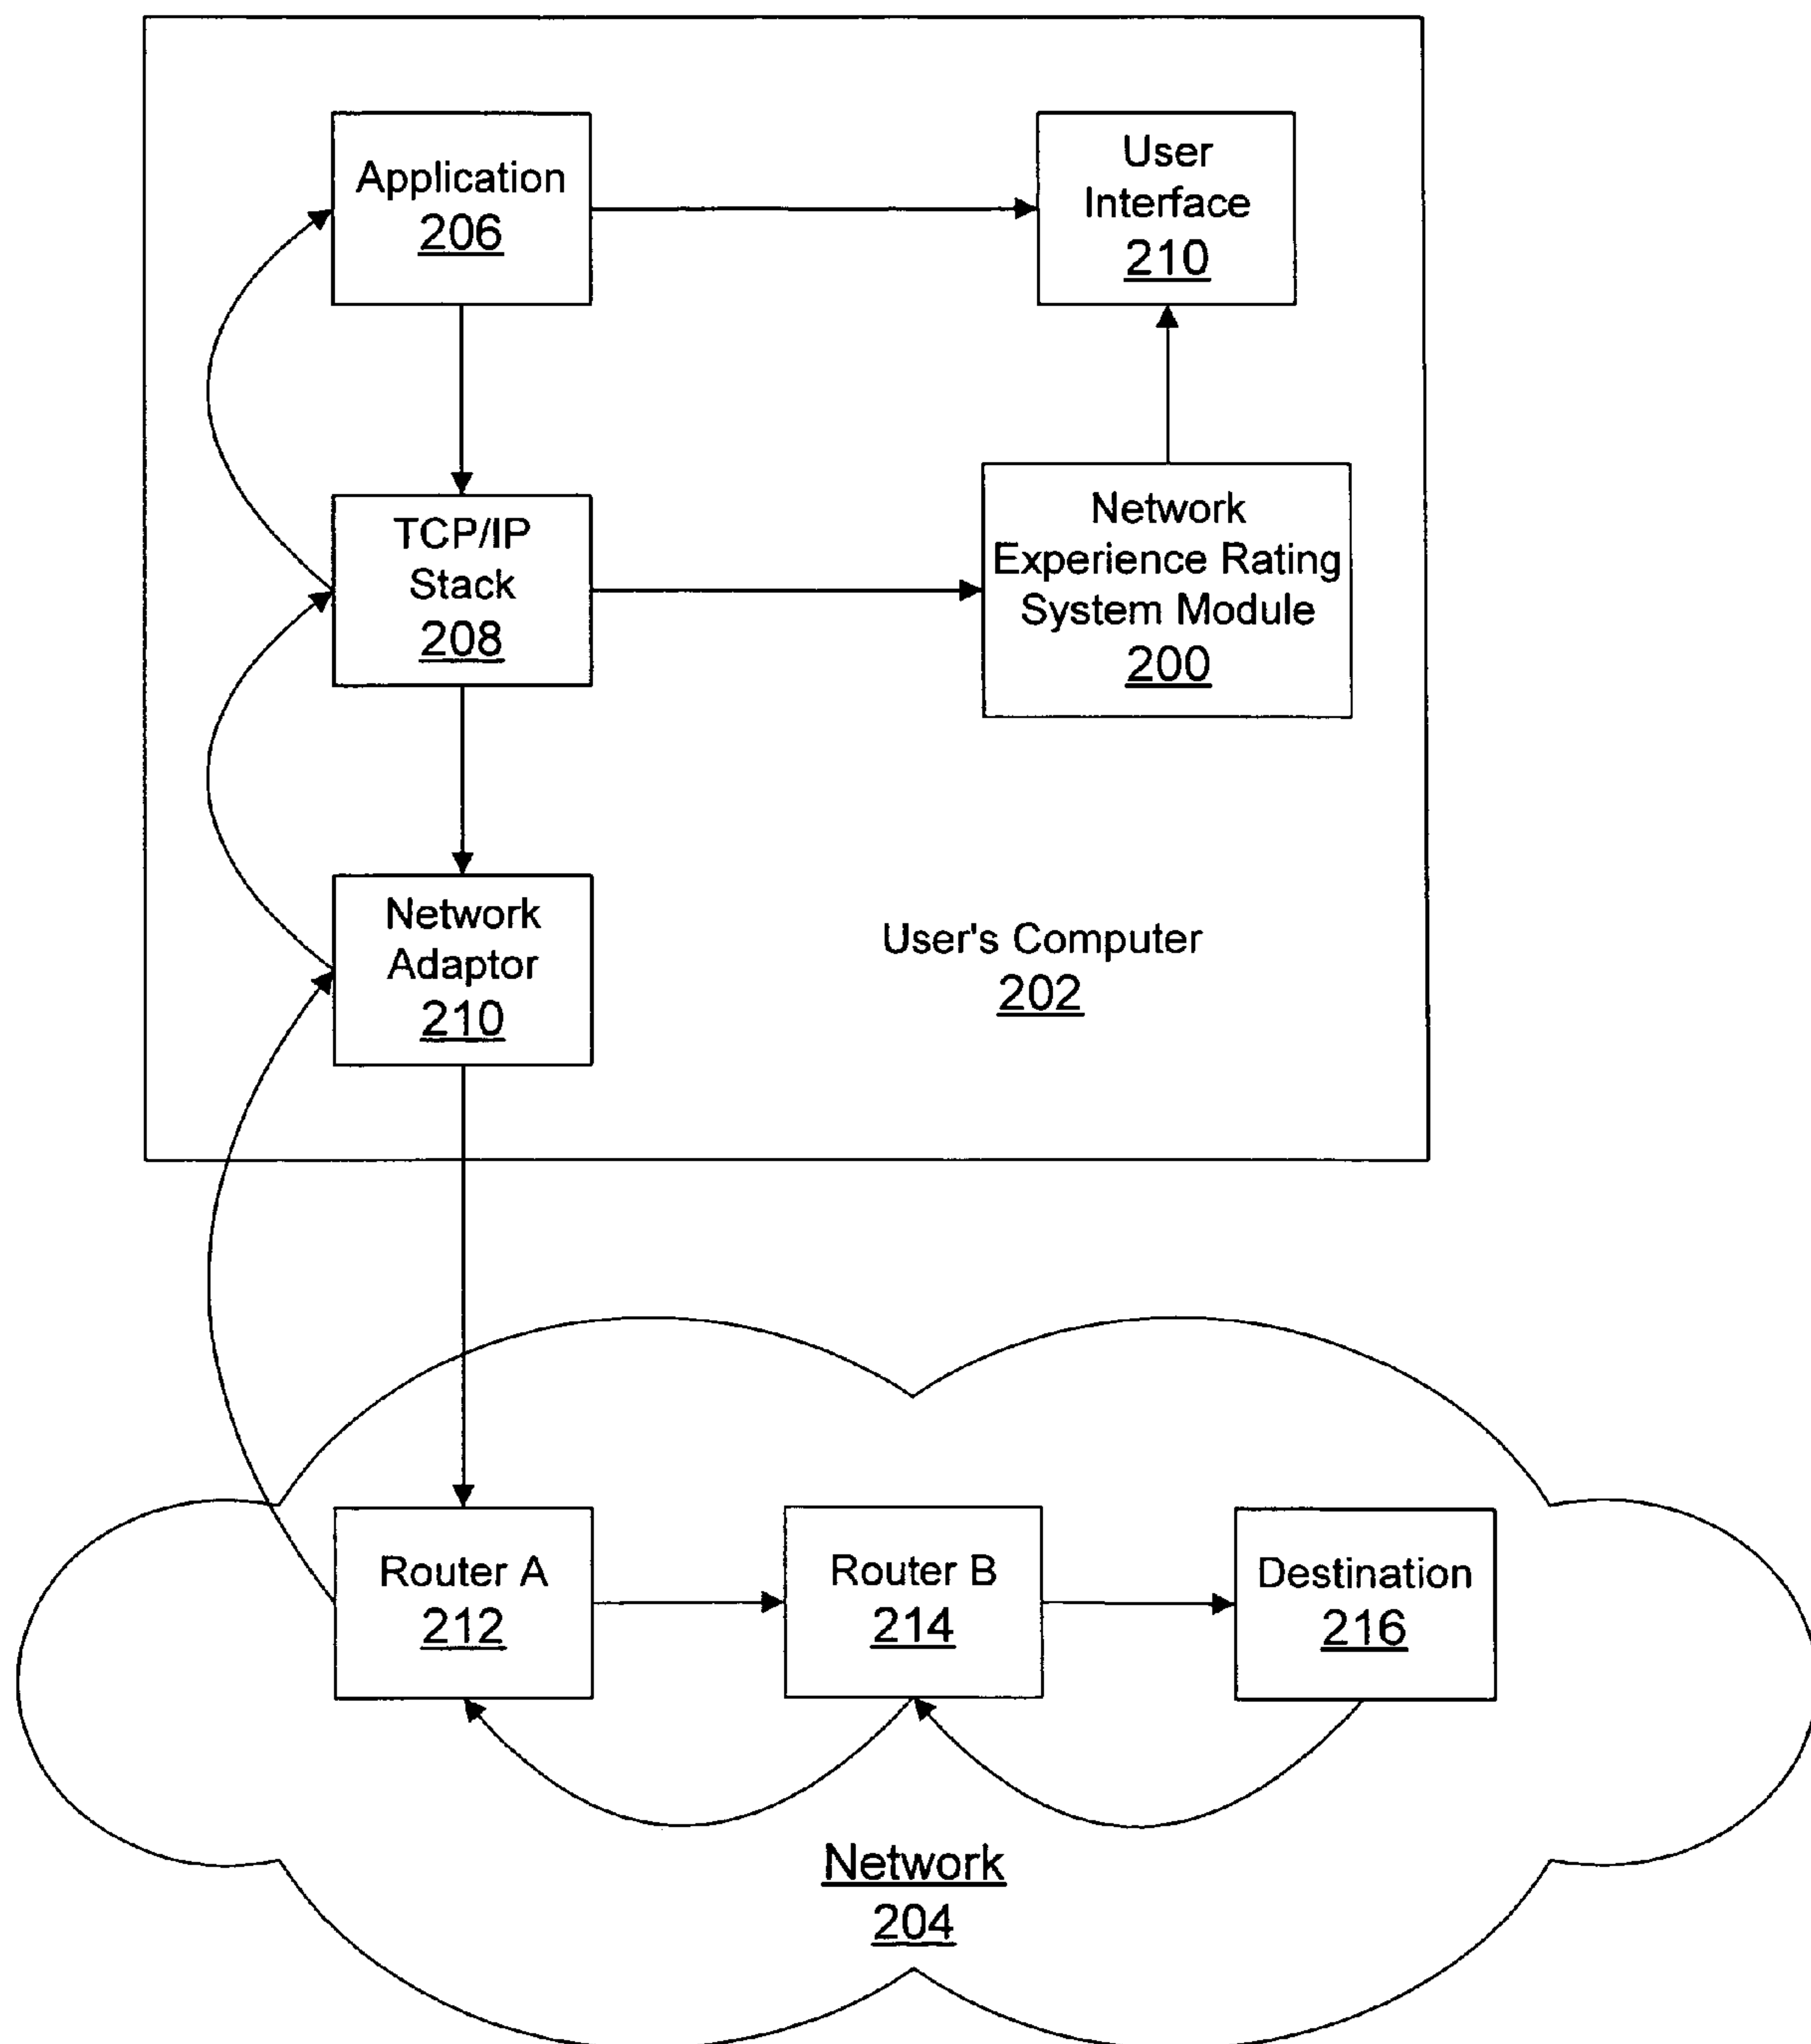 Application
206
User
Interface
210
TCP/IP
Stack
208
Network
Experience Rating
System Module
200
Network
Adaptor
210
User's Computer
202
Router A
212
Router B
214
Destination
216
Network
204